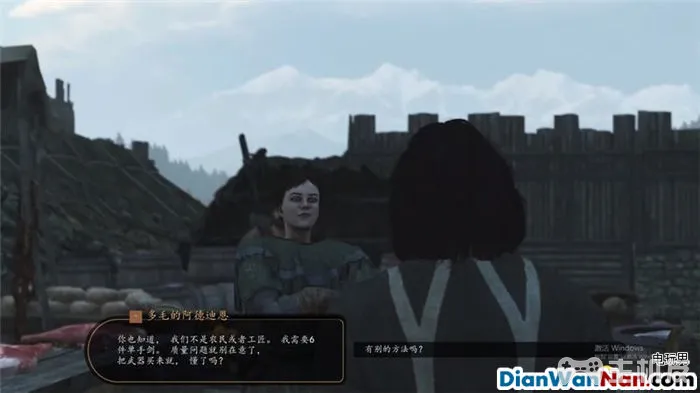 多毛的阿德迪恩
你也知道， 我们不是农民或者工匠。 我需要6
件单手剑。 质量问题就别在意了，
把武器买来就， 懂了吗？
有别的方法吗？
激活 Windows
电玩男
DianWanNan.com